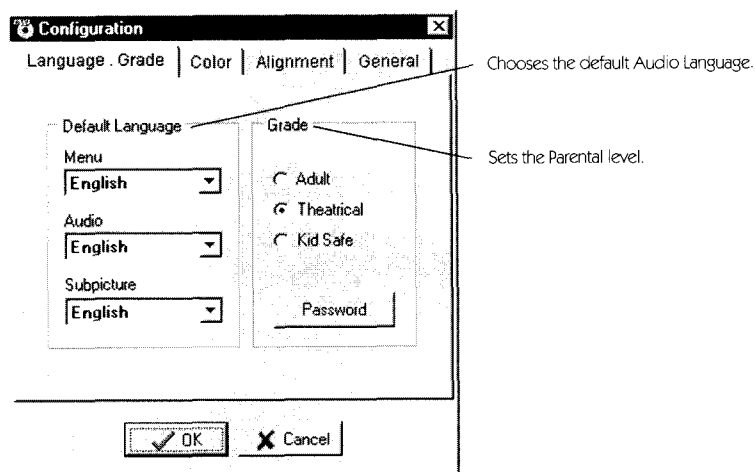 Configuration
Language . Grade
Color
Alignment
General
Chooses the default Audio Language.
Default Language
Grade
Sets the Parental level.
Menu
English
Audio
English
Subpicture
English
Adult
Theatrical
Kid Safe
Password
OK
Cancel